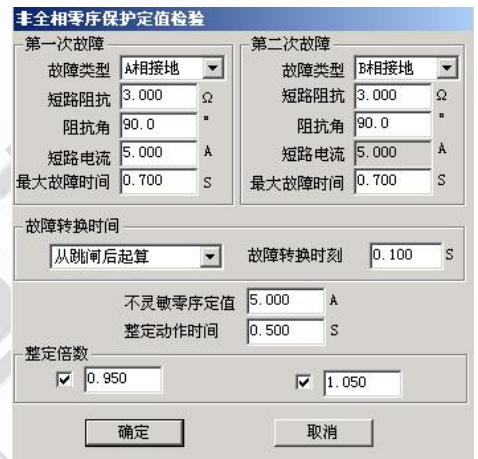 非全相零序保护定值检验
第一次故障
故障类型 A相接地
短路阻抗 3.000 Ω
阻抗角 90.0 °
短路电流 5.000 A
最大故障时间 0.700 S
第二次故障
故障类型 B相接地
短路阻抗 3.000 Ω
阻抗角 90.0 °
短路电流 5.000 A
最大故障时间 0.700 S
故障转换时间
从跳闸后起算 故障转换时刻 0.100 S
不灵敏零序定值 5.000 A
整定动作时间 0.500 S
整定倍数
0.950 1.050
确定 取消